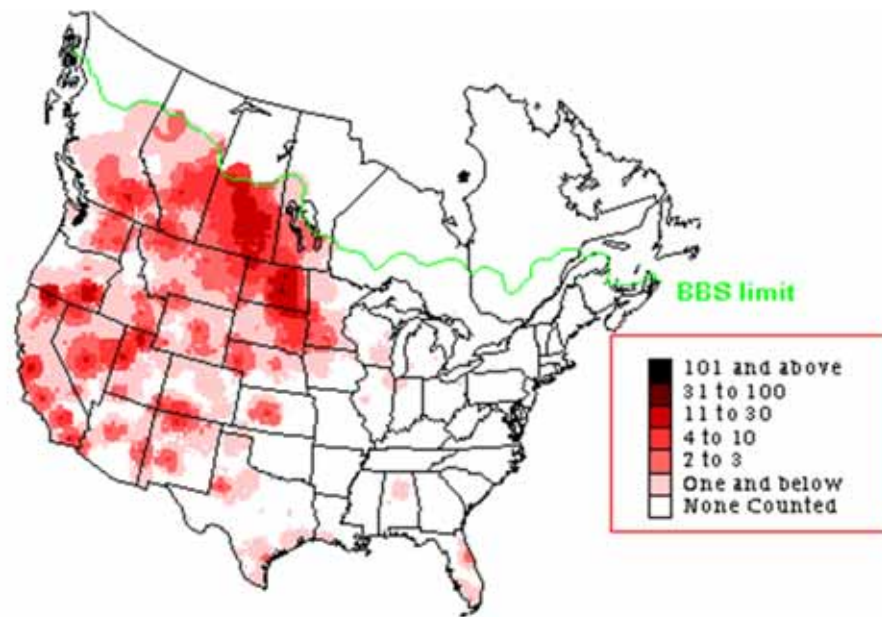 BBS limit
101 and above
31 to 100
11 to 30
4 to 10
2 to 3
One and below
None Counted